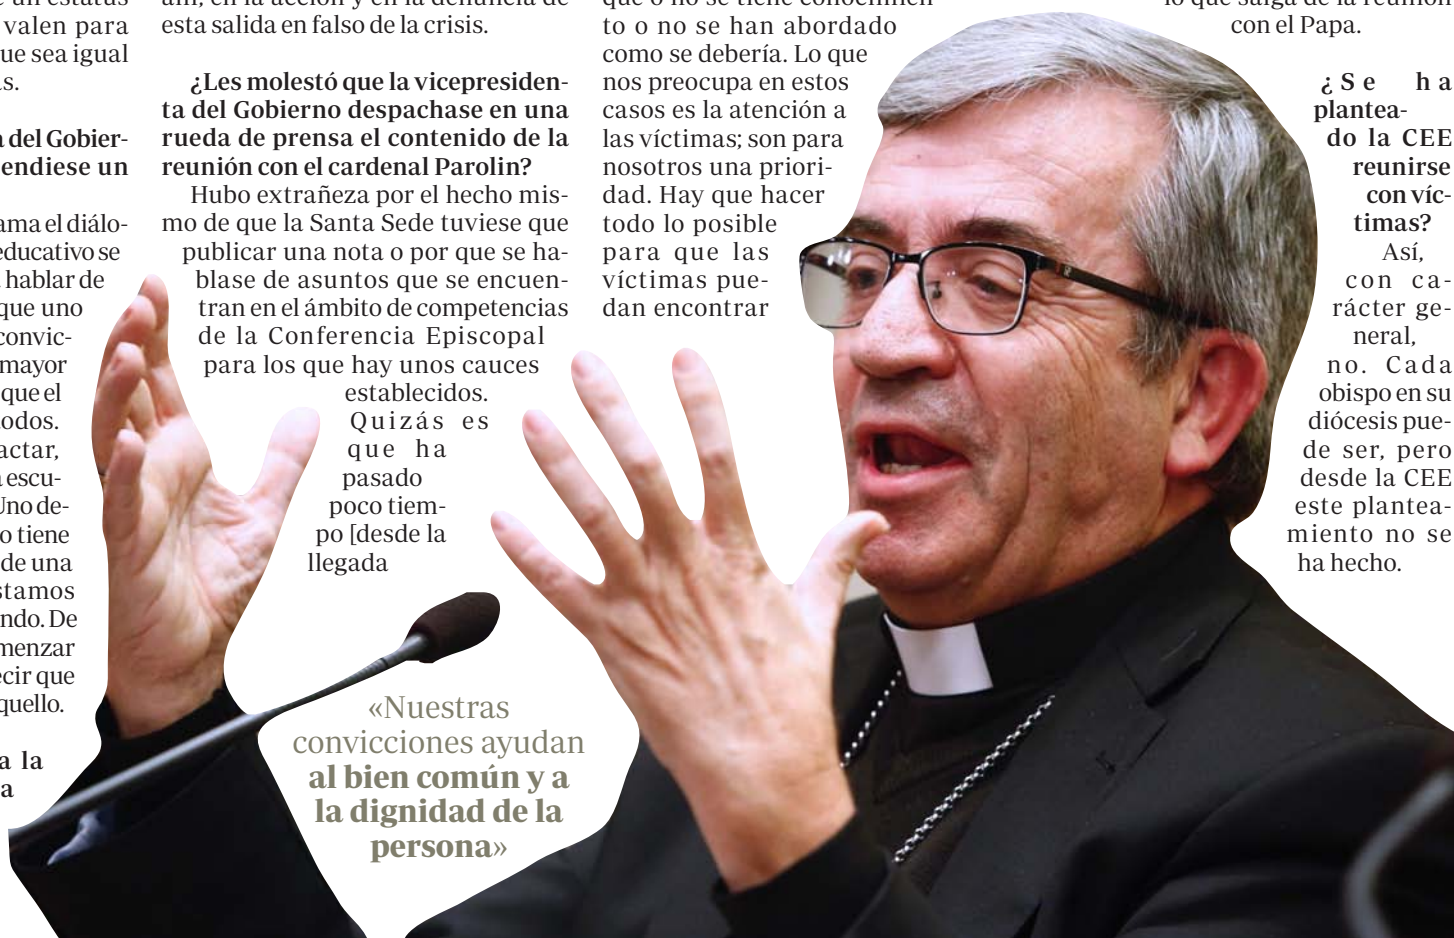 valen para
ue sea igual
s.
del Gobier-
endiese un
ama el diálo-
educativo se
hablar de
que uno
convic-
mayor
que el
odos.
actar,
escu-
Uno de-
o tiene
de una
stamos
ndo. De
menzar
ecir que
quello.
a la
a
esta salida en falso de la crisis.
¿Les molestó que la vicepresiden-
ta del Gobierno despachase en una
rueda de prensa el contenido de la
reunión con el cardenal Parolin?
Hubo extrañeza por el hecho mis-
mo de que la Santa Sede tuviese que
publicar una nota o por que se ha-
blase de asuntos que se encuen-
tran en el ámbito de competencias
de la Conferencia Episcopal
para los que hay unos cauces
establecidos.
Quizás es
que ha
pasado
poco tiem-
po [desde la
llegada
«Nuestras
convicciones ayudan
al bien común y a
la dignidad de la
persona»
que o no se tiene conocimien
to o no se han abordado
como se debería. Lo que
nos preocupa en estos
casos es la atención a
las víctimas; son para
nosotros una priori-
dad. Hay que hacer
todo lo posible
para que las
víctimas pue-
dan encontrar
lo que salga de la reunión
con el Papa.
¿Se ha
plantea-
do la CEE
reunirse
con víc-
timas?
Así,
con ca-
rácter ge-
neral,
no. Cada
obispo en su
diócesis pue-
de ser, pero
desde la CEE
este plantea-
miento no se
ha hecho.